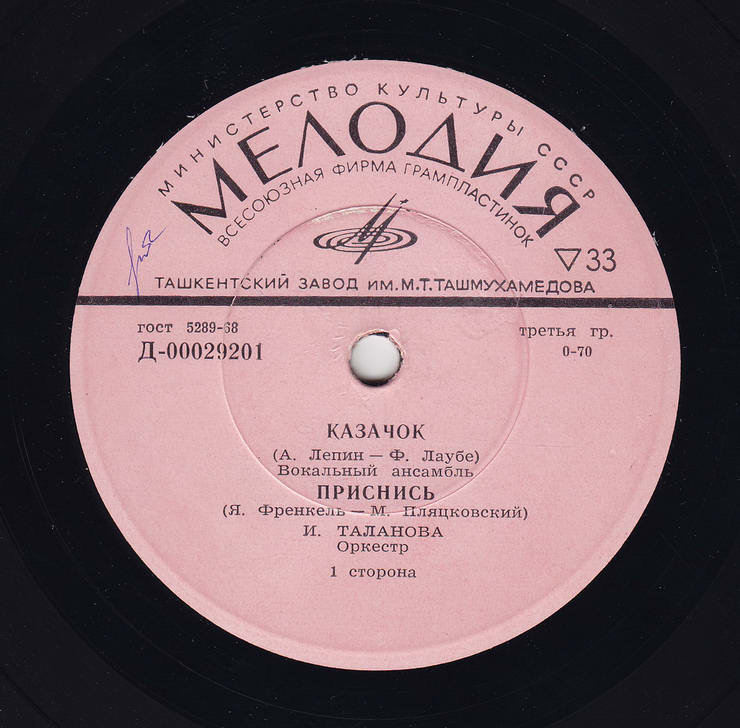 МИНИСТЕРСТВО КУЛЬТУРЫ СССР
МЕЛОДИЯ
ВСЕСОЮЗНАЯ ФИРМА ГРАМПЛАСТИНОК
33
ТАШКЕНТСКИЙ ЗАВОД ИМ.М.Т.ТАШМУХАМЕДОВА
гост 5289-68
третья гр.
Д-00029201
0-70
КАЗАЧОК
(А. Лепин — Ф. Лаубе)
Вокальный ансамбль
ПРИСНИСЬ
(Я. Френкель — М. Пляцковский)
И. ТАЛАНОВА
Оркестр
1 сторона